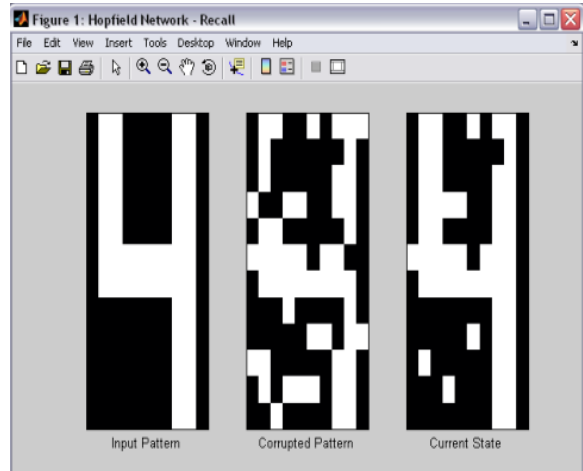 Figure 1: Hopfield Network - Recall
File Edit View Insert Tools Desktop Window Help
Input Pattern Corrupted Pattern Current State